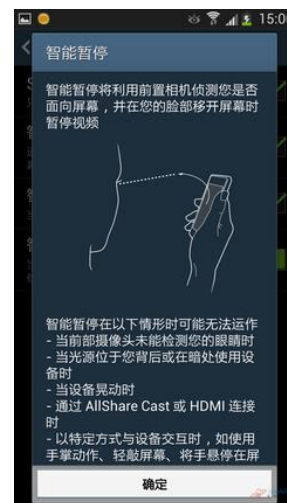 15:0
智能暂停
智能暂停将利用前置相机侦测您是否
面向屏幕，并在您的脸部移开屏幕时
暂停视频
智能暂停在以下情形时可能无法运作
- 当前部摄像头未能检测您的眼睛时
- 当光源位于您背后或在暗处使用设
备时
- 当设备晃动时
- 通过 AllShare Cast 或 HDMI 连接
时
- 以特定方式与设备交互时，如使用
手掌动作、轻敲屏幕、将手悬停在屏
确定